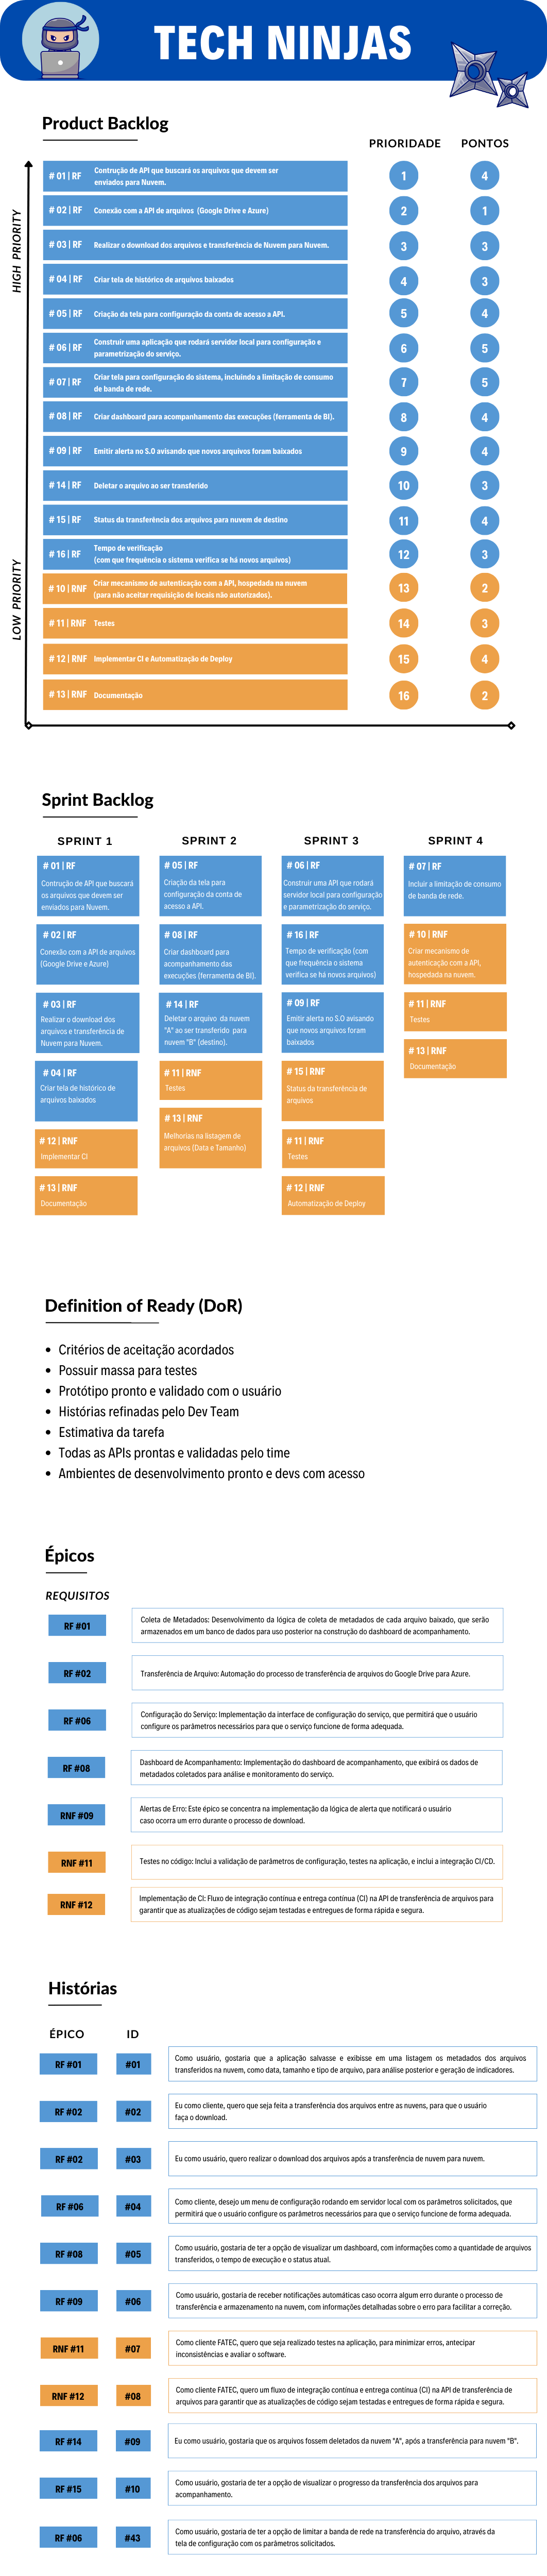 TECH NINJAS
Product Backlog
PRIORIDADE PONTOS
HIGH PRIORITY
LOW PRIORITY
# 01 | RF Contrução de API que buscará os arquivos que devem ser
enviados para Nuvem. 1 4
# 02 | RF Conexão com a API de arquivos (Google Drive e Azure) 2 1
# 03 | RF Realizar o download dos arquivos e transferência de Nuvem para Nuvem. 3 3
# 04 | RF Criar tela de histórico de arquivos baixados 4 3
# 05 | RF Criação da tela para configuração da conta de acesso a API. 5 4
# 06 | RF Construir uma aplicação que rodará servidor local para configuração e
parametrização do serviço. 6 5
# 07 | RF Criar tela para configuração do sistema, incluindo a limitação de consumo
de banda de rede. 7 5
# 08 | RF Criar dashboard para acompanhamento das execuções (ferramenta de BI). 8 4
# 09 | RF Emitir alerta no S.O avisando que novos arquivos foram baixados 9 4
# 14 | RF Deletar o arquivo ao ser transferido 10 3
# 15 | RF Status da transferência dos arquivos para nuvem de destino 11 4
# 16 | RF Tempo de verificação
(com que frequência o sistema verifica se há novos arquivos) 12 3
# 10 | RNF Criar mecanismo de autenticação com a API, hospedada na nuvem
(para não aceitar requisição de locais não autorizados). 13 2
# 11 | RNF Testes 14 3
# 12 | RNF Implementar CI e Automatização de Deploy 15 4
# 13 | RNF Documentação 16 2
Sprint Backlog
SPRINT 1
# 01 | RF
Contrução de API que buscará
os arquivos que devem ser
enviados para Nuvem.
# 02 | RF
Conexão com a API de arquivos
(Google Drive e Azure)
# 03 | RF
Realizar o download dos
arquivos e transferência de
Nuvem para Nuvem.
# 04 | RF
Criar tela de histórico de
arquivos baixados
# 12 | RNF
Implementar CI
# 13 | RNF
Documentação
SPRINT 2
# 05 | RF
Criação da tela para
configuração da conta de
acesso a API.
# 08 | RF
Criar dashboard para
acompanhamento das
execuções (ferramenta de BI).
# 14 | RF
Deletar o arquivo da nuvem
"A" ao ser transferido para
nuvem "B" (destino).
# 11 | RNF
Testes
# 13 | RNF
Melhorias na listagem de
arquivos (Data e Tamanho)
SPRINT 3
# 06 | RF
Construir uma API que rodará
servidor local para configuração
e parametrização do serviço.
# 16 | RF
Tempo de verificação (com
que frequência o sistema
verifica se há novos arquivos)
# 09 | RF
Emitir alerta no S.O avisando
que novos arquivos foram
baixados
# 15 | RNF
Status da transferência de
arquivos
# 11 | RNF
Testes
# 12 | RNF
Automatização de Deploy
SPRINT 4
# 07 | RF
Incluir a limitação de consumo
de banda de rede.
# 10 | RNF
Criar mecanismo de
autenticação com a API,
hospedada na nuvem.
# 11 | RNF
Testes
# 13 | RNF
Documentação
Definition of Ready (DoR)
• Critérios de aceitação acordados
• Possuir massa para testes
• Protótipo pronto e validado com o usuário
• Histórias refinadas pelo Dev Team
• Estimativa da tarefa
• Todas as APIs prontas e validadas pelo time
• Ambientes de desenvolvimento pronto e devs com acesso
Épicos
REQUISITOS
RF #01 Coleta de Metadados: Desenvolvimento da lógica de coleta de metadados de cada arquivo baixado, que serão
armazenados em um banco de dados para uso posterior na construção do dashboard de acompanhamento.
RF #02 Transferência de Arquivo: Automação do processo de transferência de arquivos do Google Drive para Azure.
RF #06 Configuração do Serviço: Implementação da interface de configuração do serviço, que permitirá que o usuário
configure os parâmetros necessários para que o serviço funcione de forma adequada.
RF #08 Dashboard de Acompanhamento: Implementação do dashboard de acompanhamento, que exibirá os dados de
metadados coletados para análise e monitoramento do serviço.
RNF #09 Alertas de Erro: Este épico se concentra na implementação da lógica de alerta que notificará o usuário
caso ocorra um erro durante o processo de download.
RNF #11 Testes no código: Inclui a validação de parâmetros de configuração, testes na aplicação, e inclui a integração CI/CD.
RNF #12 Implementação de CI: Fluxo de integração contínua e entrega contínua (CI) na API de transferência de arquivos para
garantir que as atualizações de código sejam testadas e entregues de forma rápida e segura.
Histórias
ÉPICO ID
RF #01 #01 Como usuário, gostaria que a aplicação salvasse e exibisse em uma listagem os metadados dos arquivos
transferidos na nuvem, como data, tamanho e tipo de arquivo, para análise posterior e geração de indicadores.
RF #02 #02 Eu como cliente, quero que seja feita a transferência dos arquivos entre as nuvens, para que o usuário
faça o download.
RF #02 #03 Eu como usuário, quero realizar o download dos arquivos após a transferência de nuvem para nuvem.
RF #06 #04 Como cliente, desejo um menu de configuração rodando em servidor local com os parâmetros solicitados, que
permitirá que o usuário configure os parâmetros necessários para que o serviço funcione de forma adequada.
RF #08 #05 Como usuário, gostaria de ter a opção de visualizar um dashboard, com informações como a quantidade de arquivos
transferidos, o tempo de execução e o status atual.
RF #09 #06 Como usuário, gostaria de receber notificações automáticas caso ocorra algum erro durante o processo de
transferência e armazenamento na nuvem, com informações detalhadas sobre o erro para facilitar a correção.
RNF #11 #07 Como cliente FATEC, quero que seja realizado testes na aplicação, para minimizar erros, antecipar
inconsistências e avaliar o software.
RNF #12 #08 Como cliente FATEC, quero um fluxo de integração contínua e entrega contínua (CI) na API de transferência de
arquivos para garantir que as atualizações de código sejam testadas e entregues de forma rápida e segura.
RF #14 #09 Eu como usuário, gostaria que os arquivos fossem deletados da nuvem "A", após a transferência para nuvem "B".
RF #15 #10 Como usuário, gostaria de ter a opção de visualizar o progresso da transferência dos arquivos para
acompanhamento.
RF #06 #43 Como usuário, gostaria de ter a opção de limitar a banda de rede na transferência do arquivo, através da
tela de configuração com os parâmetros solicitados.